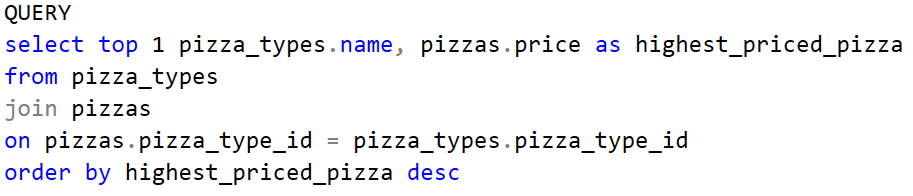 QUERY
select top 1 pizza_types.name, pizzas.price as highest_priced_pizza
from pizza_types
join pizzas
on pizzas.pizza_type_id = pizza_types.pizza_type_id
order by highest_priced_pizza desc